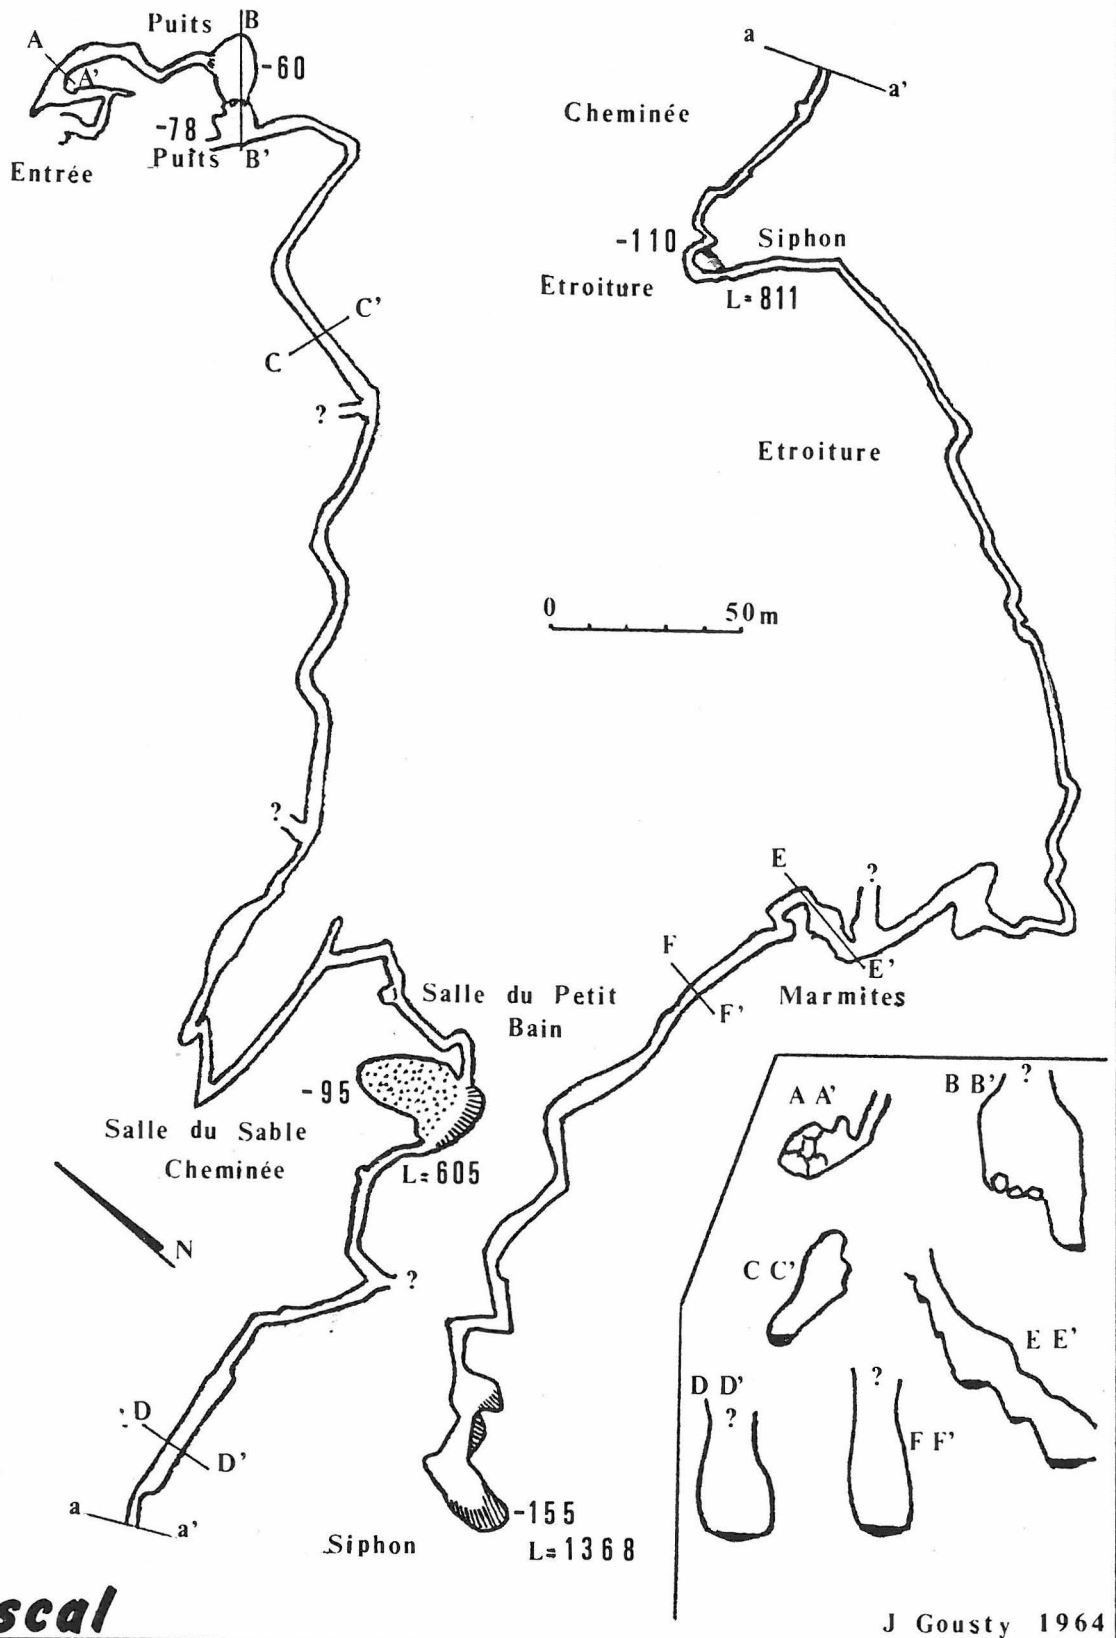 Puits
B
A
A'
-60
-78
Puits
B'
Entrée
C'
C
?
?
Salle du Petit
Bain
-95
Salle du Sable
Cheminée
L=605
N
?
D
D'
a
a'
a
a'
Cheminée
-110
Siphon
Etroiture
L=811
Etroiture
0
50m
E
?
E'
F
F'
Marmites
-155
Siphon
L=1368
A A'
B B'
?
C C'
E E'
D D'
?
?
F F'
scal
J Gousty 1964